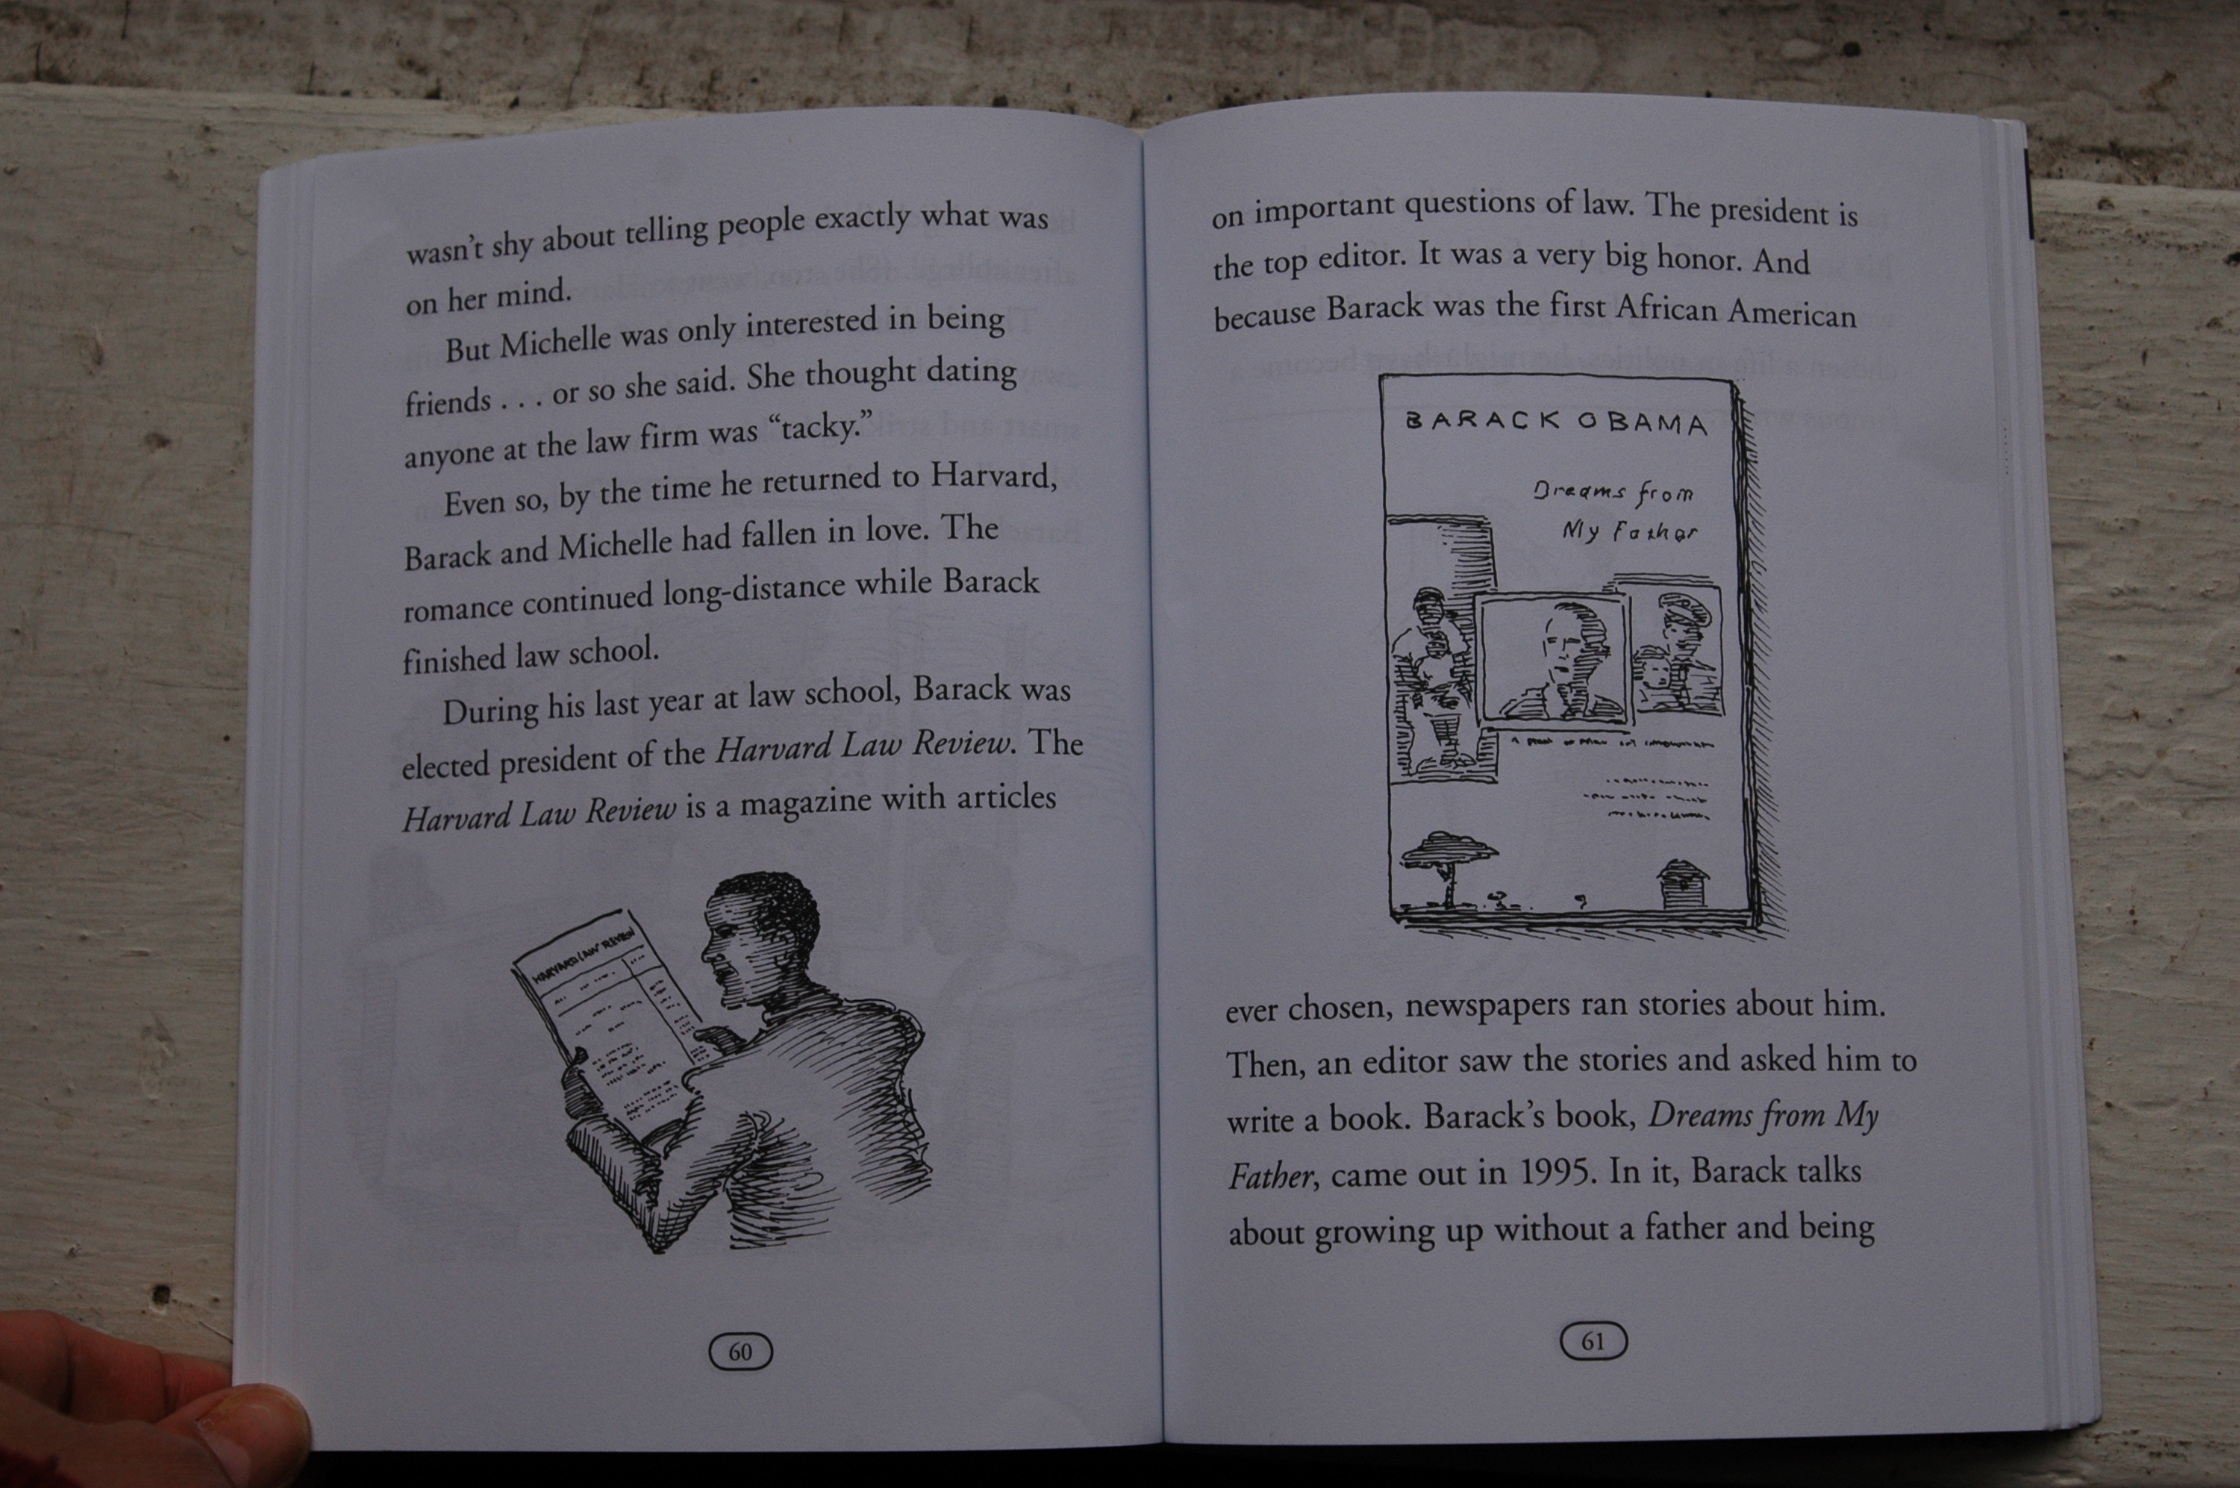 wasn't shy about telling people exactly what was
on her mind.
But Michelle was only interested in being
friends . . . or so she said. She thought dating
anyone at the law firm was “tacky.”
Even so, by the time he returned to Harvard,
Barack and Michelle had fallen in love. The
romance continued long-distance while Barack
finished law school.
During his last year at law school, Barack was
elected president of the Harvard Law Review. The
Harvard Law Review is a magazine with articles
HARVARD LAW REVIEW
60
on important questions of law. The president is
the top editor. It was a very big honor. And
because Barack was the first African American
BARACK OBAMA
Dreams from
My Father
ever chosen, newspapers ran stories about him.
Then, an editor saw the stories and asked him to
write a book. Barack's book, Dreams from My
Father, came out in 1995. In it, Barack talks
about growing up without a father and being
61